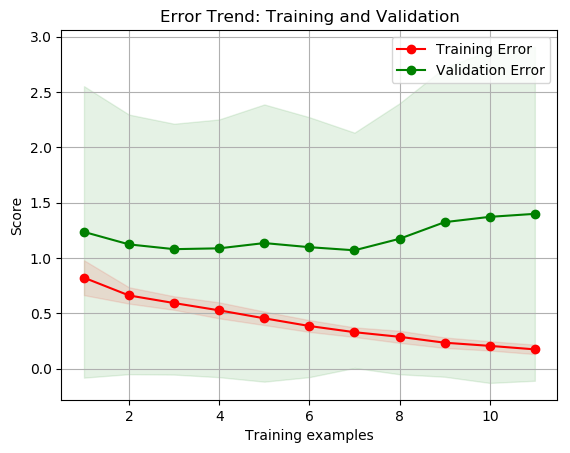 Error Trend: Training and Validation
3.0
2.5
2.0
1.5
1.0
0.5
0.0
Score
Training Error
Validation Error
2 4 6 8 10
Training examples